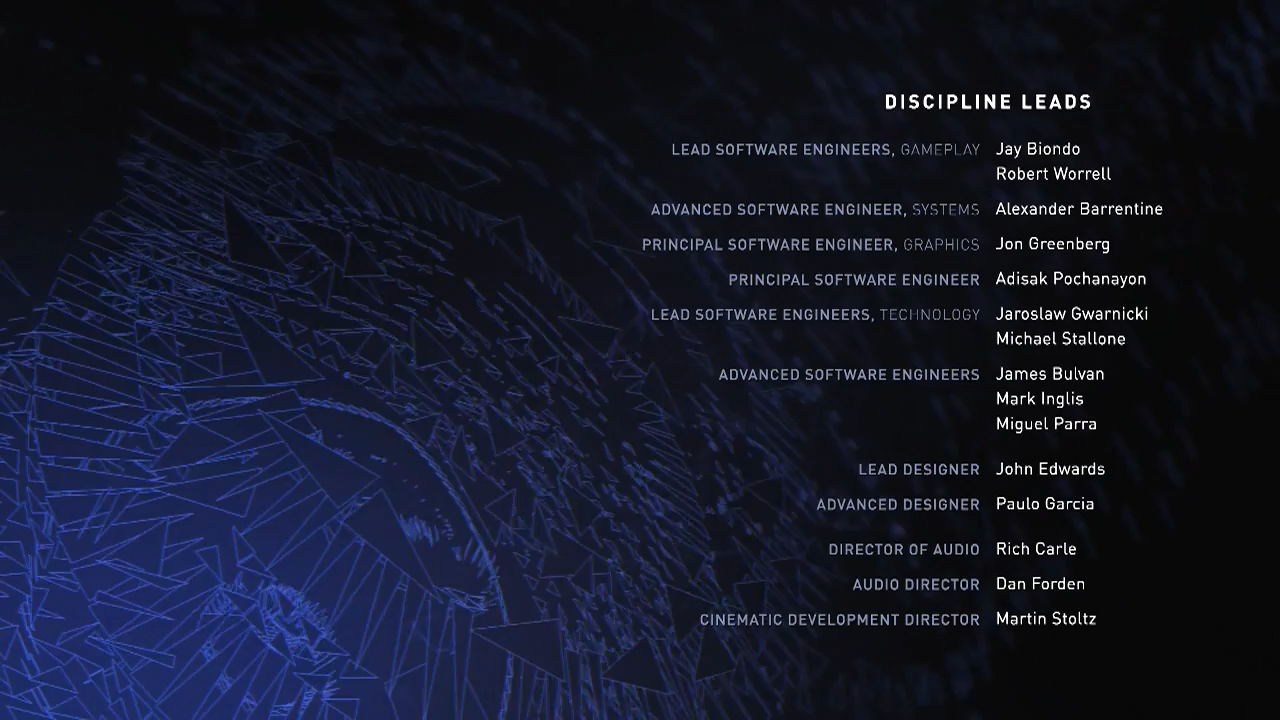 DISCIPLINE LEADS
LEAD SOFTWARE ENGINEERS, GAMEPLAY Jay Biondo
Robert Worrell
ADVANCED SOFTWARE ENGINEER, SYSTEMS Alexander Barrentine
PRINCIPAL SOFTWARE ENGINEER, GRAPHICS Jon Greenberg
PRINCIPAL SOFTWARE ENGINEER Adisak Pochanayon
LEAD SOFTWARE ENGINEERS, TECHNOLOGY Jaroslaw Gwarnicki
Michael Stallone
ADVANCED SOFTWARE ENGINEERS James Bulvan
Mark Inglis
Miguel Parra
LEAD DESIGNER John Edwards
ADVANCED DESIGNER Paulo Garcia
DIRECTOR OF AUDIO Rich Carle
AUDIO DIRECTOR Dan Forden
CINEMATIC DEVELOPMENT DIRECTOR Martin Stoltz